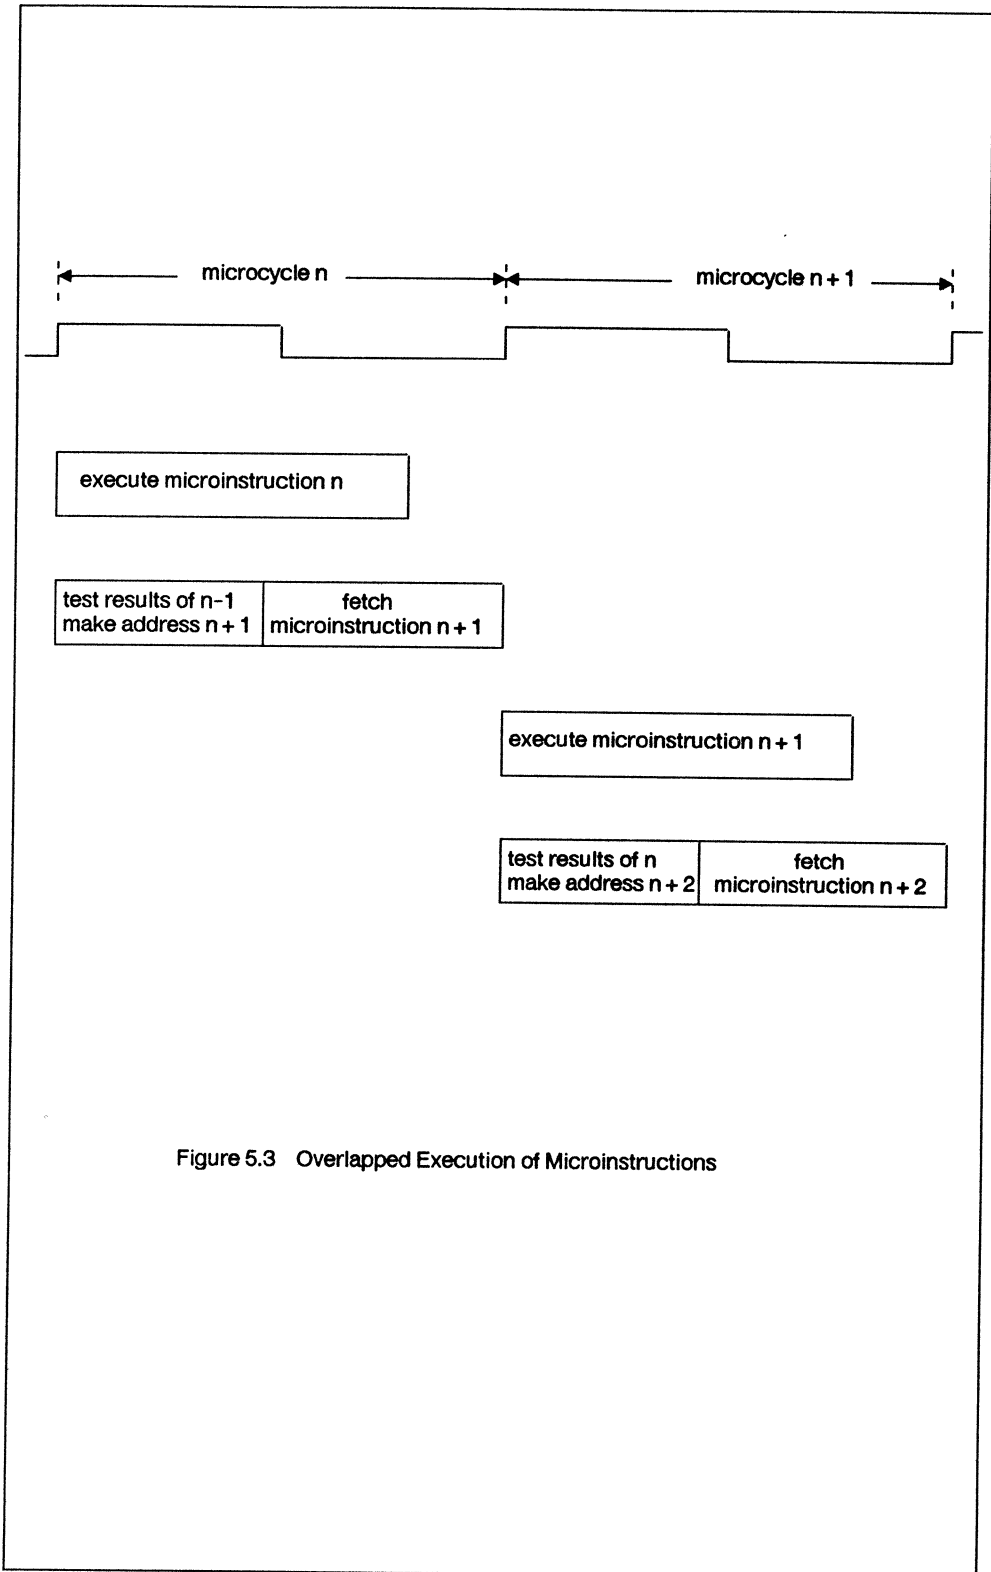 microcycle n
microcycle n + 1
execute microinstruction n
test results of n-1
make address n + 1
fetch
microinstruction n + 1
execute microinstruction n + 1
test results of n
make address n + 2
fetch
microinstruction n + 2
Figure 5.3 Overlapped Execution of Microinstructions